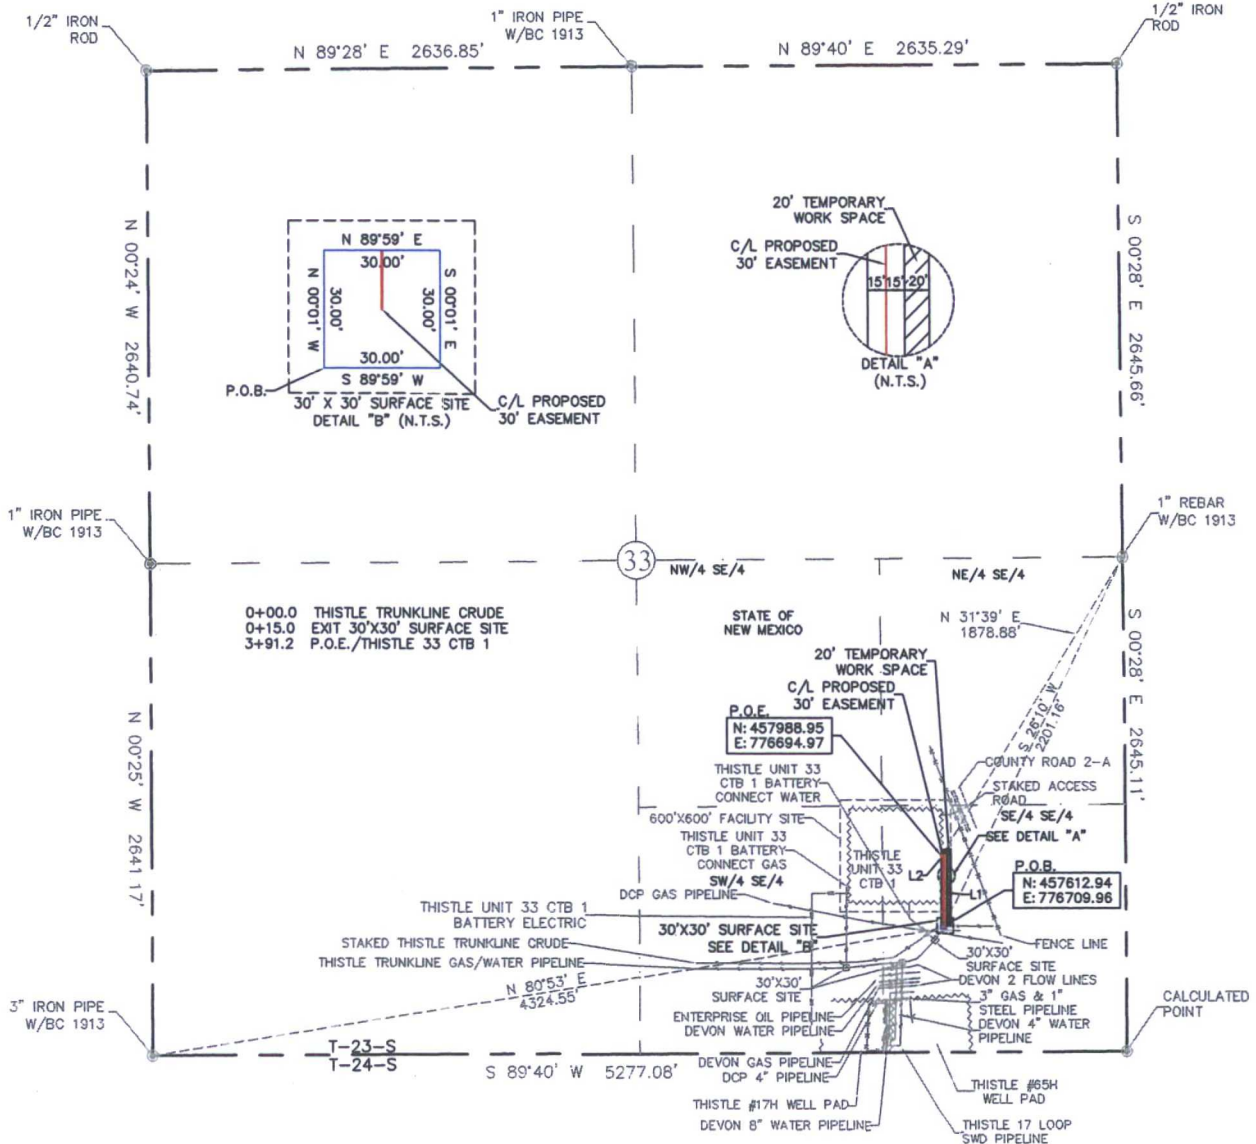 1/2" IRON
ROD
1" IRON PIPE
W/BC 1913
1/2" IRON
ROD
N 89°28' E 2636.85'
N 89°40' E 2635.29'
N 00°24' W 2640.74'
S 00°28' E 2645.66'
N 89°59' E
30.00'
N 00°01' W
30.00'
S 00°01' E
30.00'
30.00'
S 89°59' W
P.O.B.
30' X 30' SURFACE SITE
DETAIL "B" (N.T.S.)
C/L PROPOSED
30' EASEMENT
20' TEMPORARY
WORK SPACE
C/L PROPOSED
30' EASEMENT
15' 15' 20'
DETAIL "A"
(N.T.S.)
1" IRON PIPE
W/BC 1913
1" REBAR
W/BC 1913
33
NW/4 SE/4
NE/4 SE/4
0+00.0 THISTLE TRUNKLINE CRUDE
0+15.0 EXIT 30'X30' SURFACE SITE
3+91.2 P.O.E./THISTLE 33 CTB 1
STATE OF
NEW MEXICO
N 31°39' E
1878.88'
20' TEMPORARY
WORK SPACE
C/L PROPOSED
30' EASEMENT
P.O.E.
N: 457988.95
E: 776694.97
S 26°10' W
2201.16'
S 00°28' E 2645.11'
N 00°25' W 2641.17'
COUNTY ROAD 2-A
STAKED ACCESS
ROAD
SE/4 SE/4
SEE DETAIL "A"
THISTLE UNIT 33
CTB 1 BATTERY
CONNECT WATER
600'X600' FACILITY SITE
THISTLE UNIT 33
CTB 1 BATTERY
CONNECT GAS
SW/4 SE/4
THISTLE
UNIT 33
CTB 1
L2
L1
P.O.B.
N: 457612.94
E: 776709.96
DCP GAS PIPELINE
THISTLE UNIT 33 CTB 1
BATTERY ELECTRIC
30'X30' SURFACE SITE
SEE DETAIL "B"
STAKED THISTLE TRUNKLINE CRUDE
THISTLE TRUNKLINE GAS/WATER PIPELINE
FENCE LINE
30'X30'
SURFACE SITE
DEVON 2 FLOW LINES
30'X30'
SURFACE SITE
N 80°53' E
4324.55'
ENTERPRISE OIL PIPELINE
DEVON WATER PIPELINE
3" GAS & 1"
STEEL PIPELINE
DEVON 4" WATER
PIPELINE
3" IRON PIPE
W/BC 1913
CALCULATED
POINT
T-23-S
T-24-S
S 89°40' W 5277.08'
DEVON GAS PIPELINE
DCP 4" PIPELINE
THISTLE #17H WELL PAD
DEVON 8" WATER PIPELINE
THISTLE #65H
WELL PAD
THISTLE 17 LOOP
SWD PIPELINE